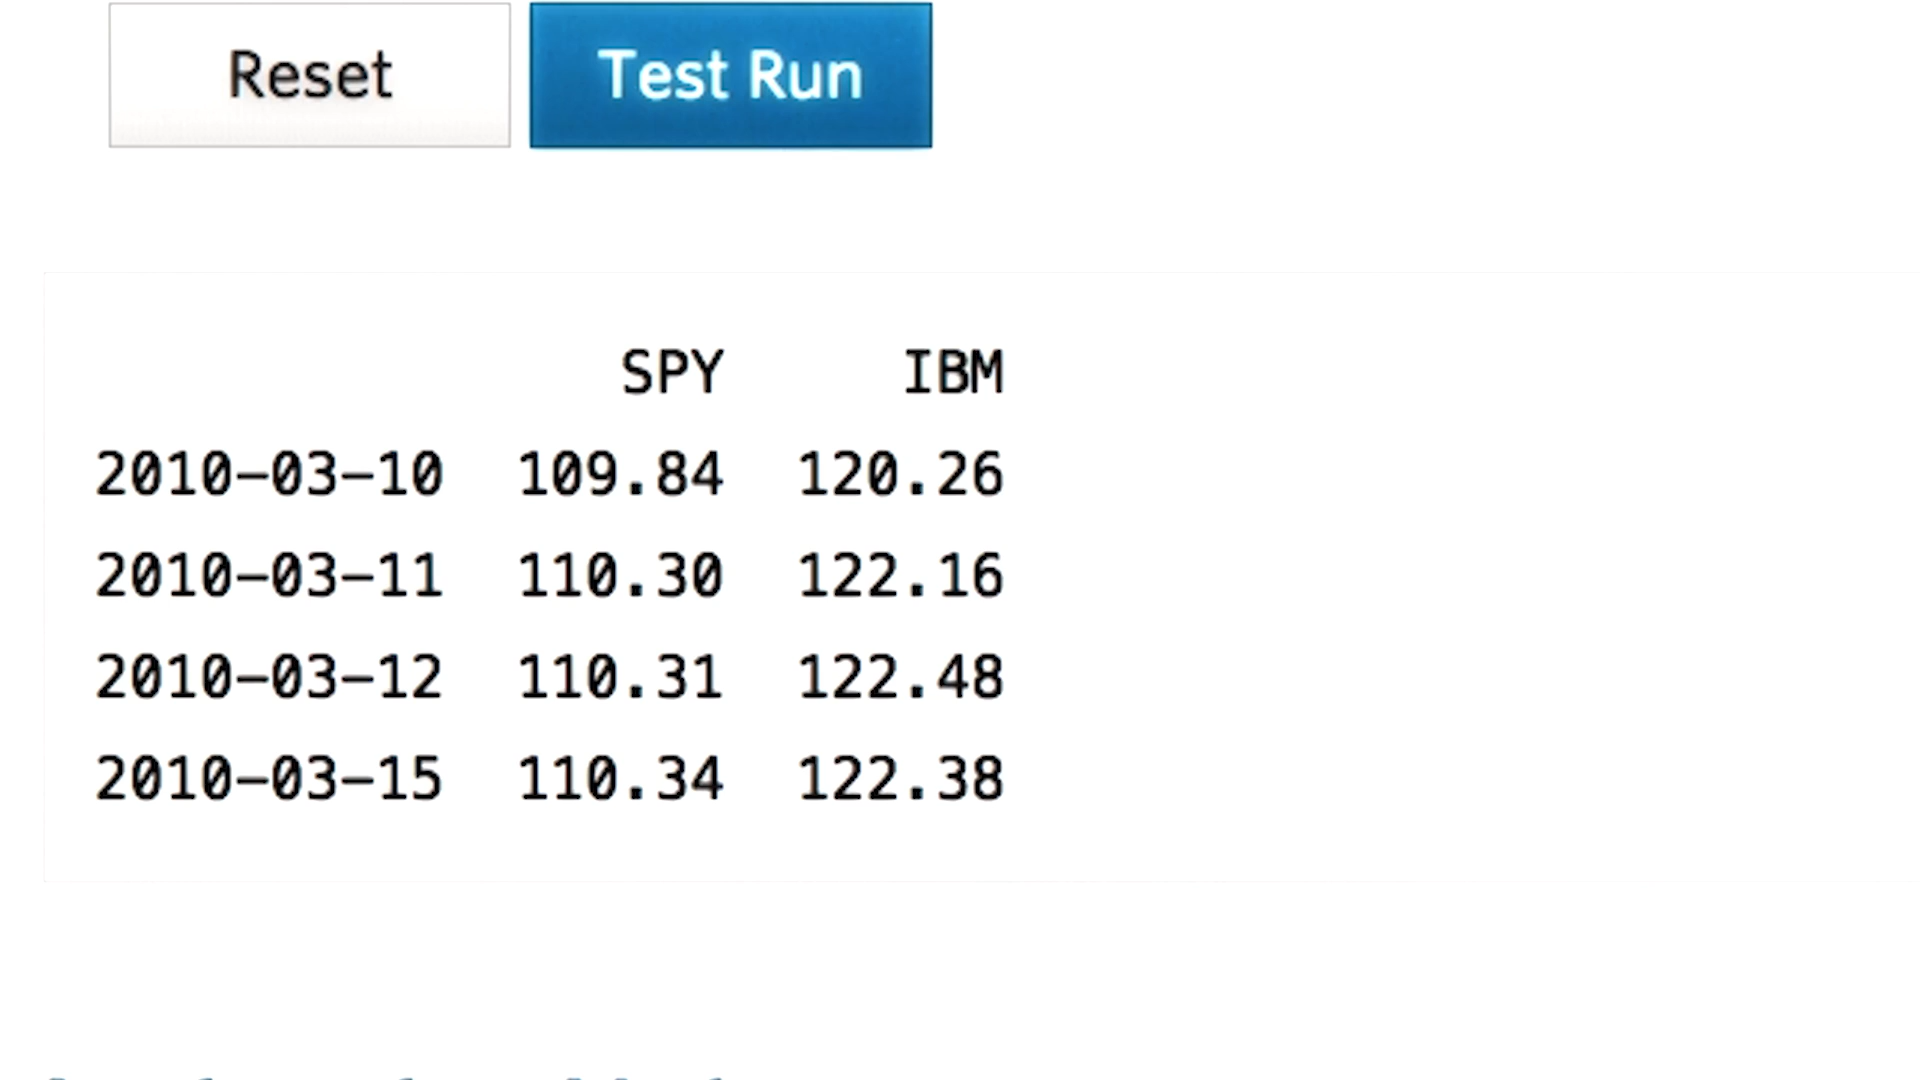 Reset Test Run
SPY IBM
2010-03-10 109.84 120.26
2010-03-11 110.30 122.16
2010-03-12 110.31 122.48
2010-03-15 110.34 122.38